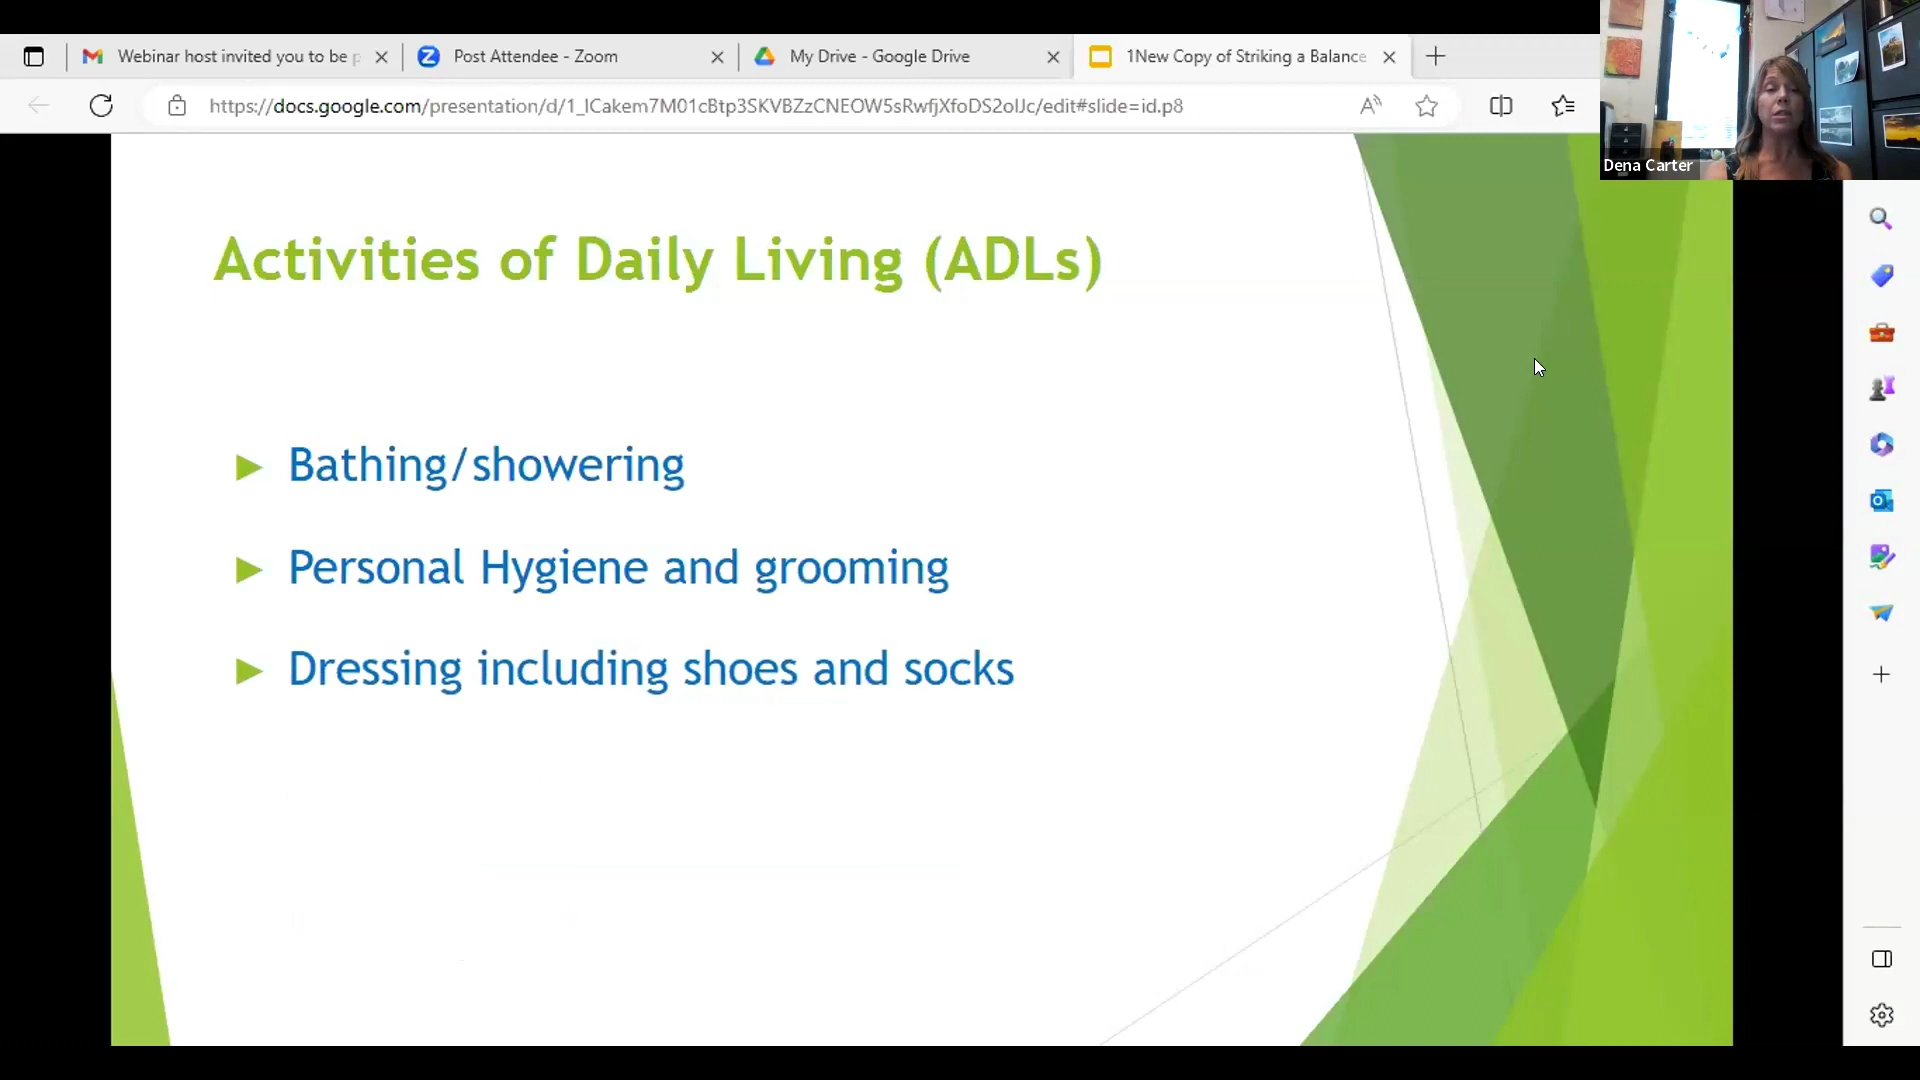 Webinar host invited you to be p
Post Attendee - Zoom
My Drive - Google Drive
1New Copy of Striking a Balance
https://docs.google.com/presentation/d/1_lCakem7M01cBtp3SKVBZzCNEOW5sRwfjXfoDS2oIJc/edit#slide=id.p8
Dena Carter
Activities of Daily Living (ADLs)
Bathing/showering
Personal Hygiene and grooming
Dressing including shoes and socks